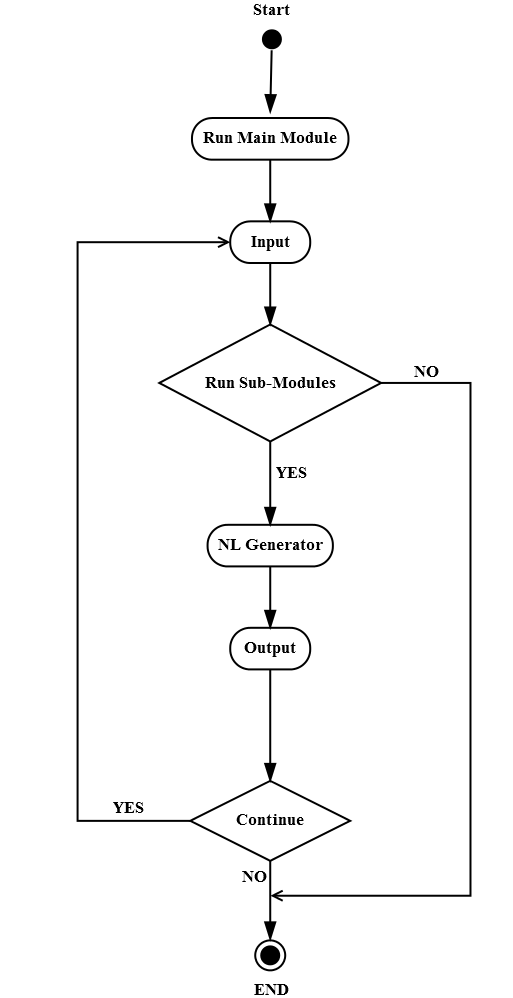 Start
Run Main Module
Input
Run Sub-Modules
NO
YES
NL Generator
Output
YES
Continue
NO
END